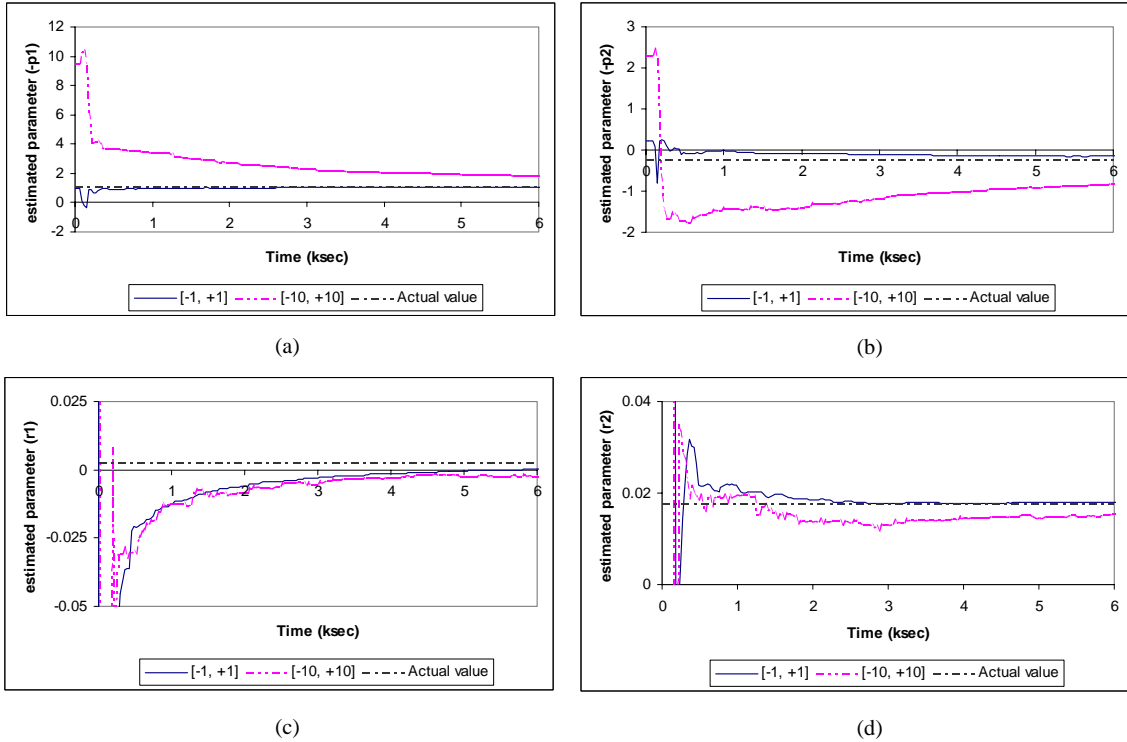 12
10
8
6
4
2
0
-2
0 1 2 3 4 5 6
estimated parameter (-p1)
Time (ksec)
[-1, +1] [-10, +10] Actual value
(a)
3
2
1
0
-1
-2
0 1 2 3 4 5 6
estimated parameter (-p2)
Time (ksec)
[-1, +1] [-10, +10] Actual value
(b)
0.025
0
-0.025
-0.05
0 1 2 3 4 5 6
estimated parameter (r1)
Time (ksec)
[-1, +1] [-10, +10] Actual value
(c)
0.04
0.02
0
0 1 2 3 4 5 6
estimated parameter (r2)
Time (ksec)
[-1, +1] [-10, +10] Actual value
(d)